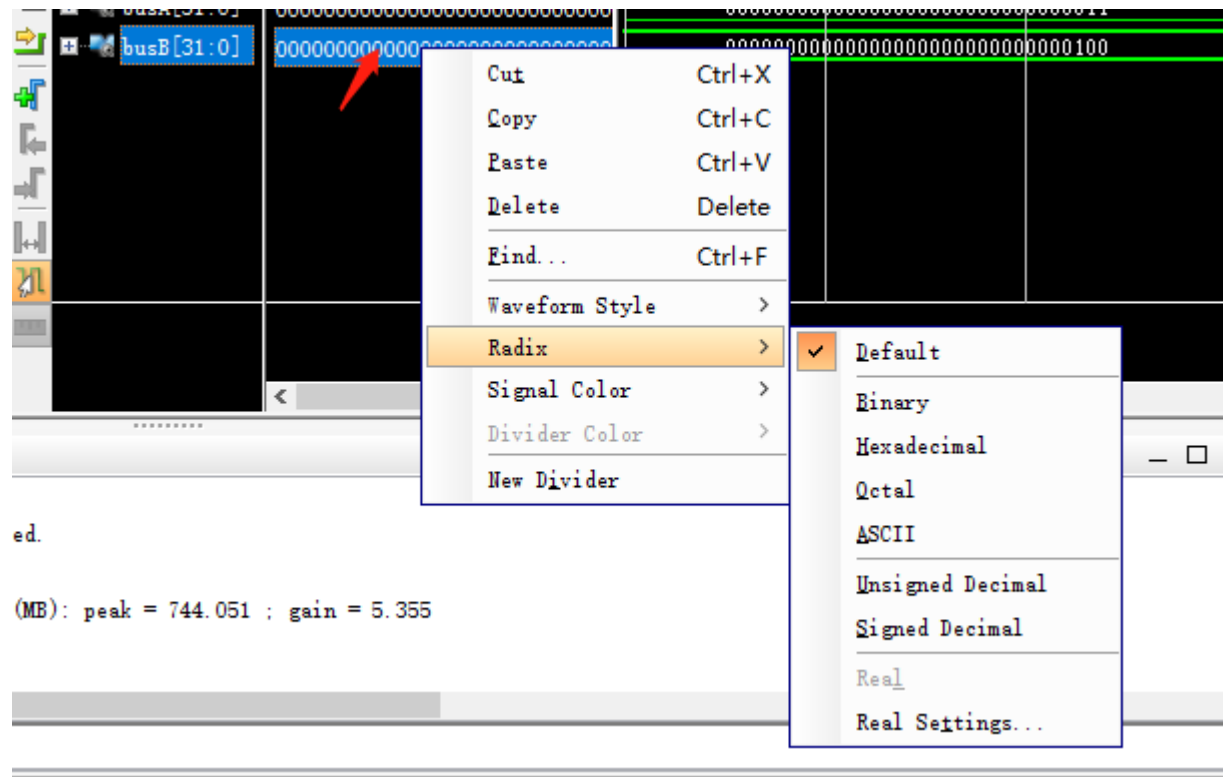 busB[31:0]
0000000000000000000000000000100
Cut Ctrl+X
Copy Ctrl+C
Paste Ctrl+V
Delete Delete
Find... Ctrl+F
Waveform Style >
Radix >
Signal Color >
Divider Color >
New Divider
Default
Binary
Hexadecimal
Octal
ASCII
Unsigned Decimal
Signed Decimal
Real
Real Settings...
ed.
(MB): peak = 744.051 ; gain = 5.355